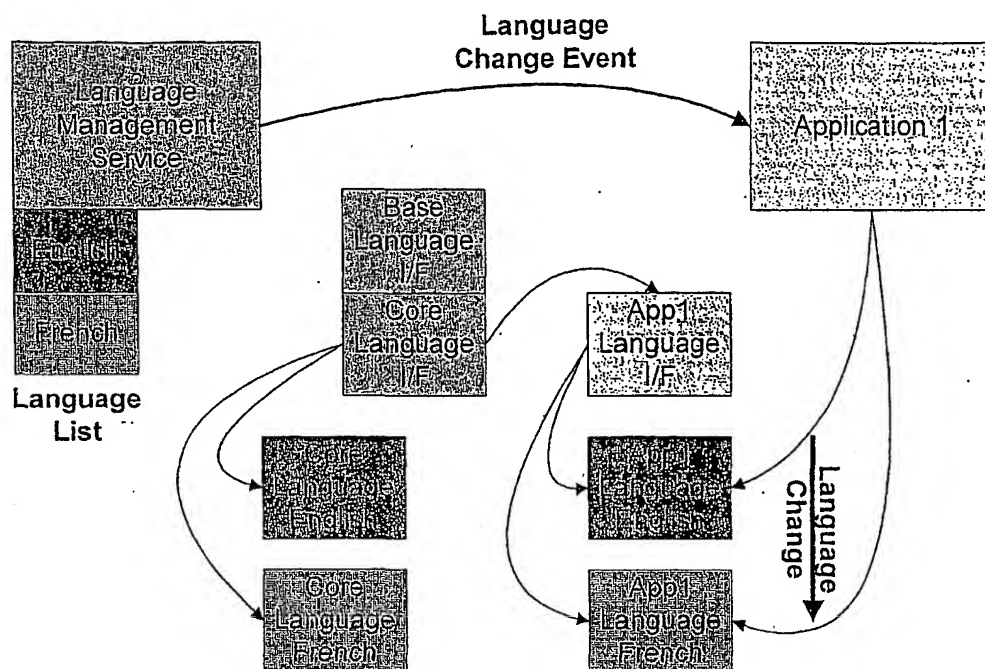 Language
Change Event
Language
Management
Service
Application 1
English
French
Language
List
Base
Language
I/F
Core
Language
I/F
App1
Language
I/F
Core
Language
English
App1
Language
English
Core
Language
French
App1
Language
French
Language
Change